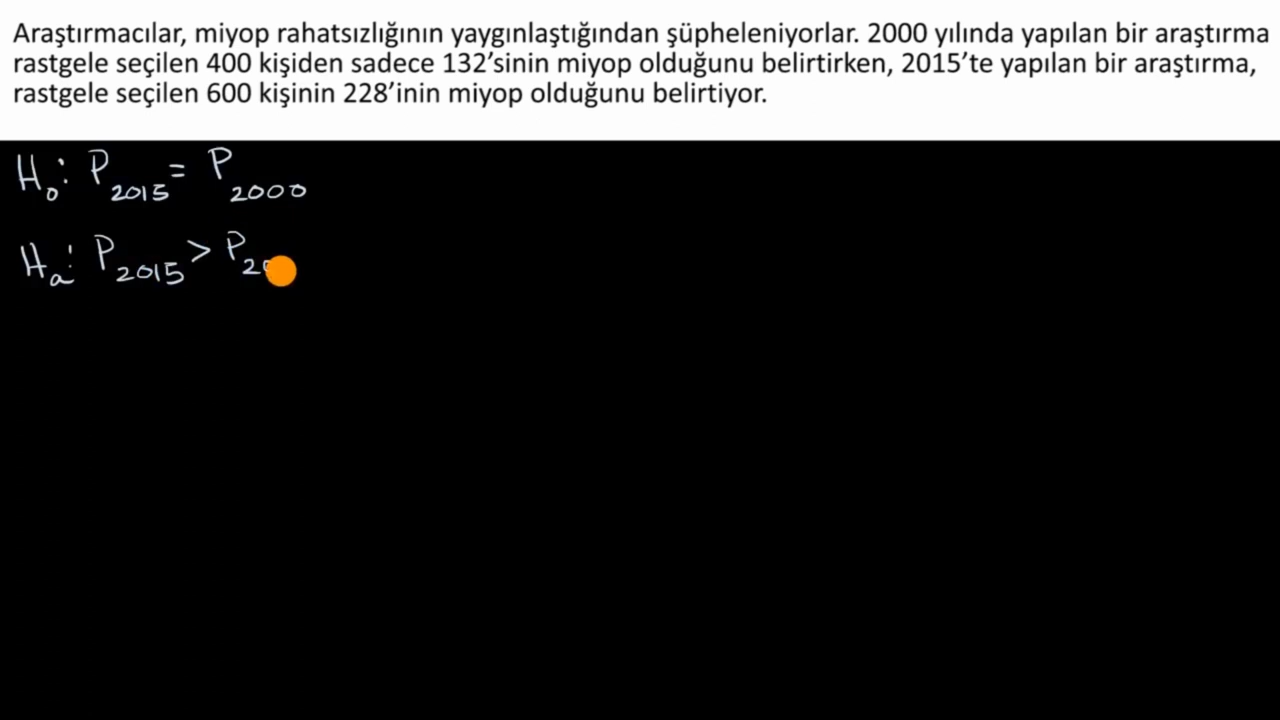 Araştırmacılar, miyop rahatsızlığının yaygınlaştığından şüpheleniyorlar. 2000 yılında yapılan bir araştırma
rastgele seçilen 400 kişiden sadece 132’sinin miyop olduğunu belirtirken, 2015’te yapılan bir araştırma,
rastgele seçilen 600 kişinin 228’inin miyop olduğunu belirtiyor.
H₀: P₂₀₁₅ = P₂₀₀₀
Hₐ: P₂₀₁₅ > P₂₀